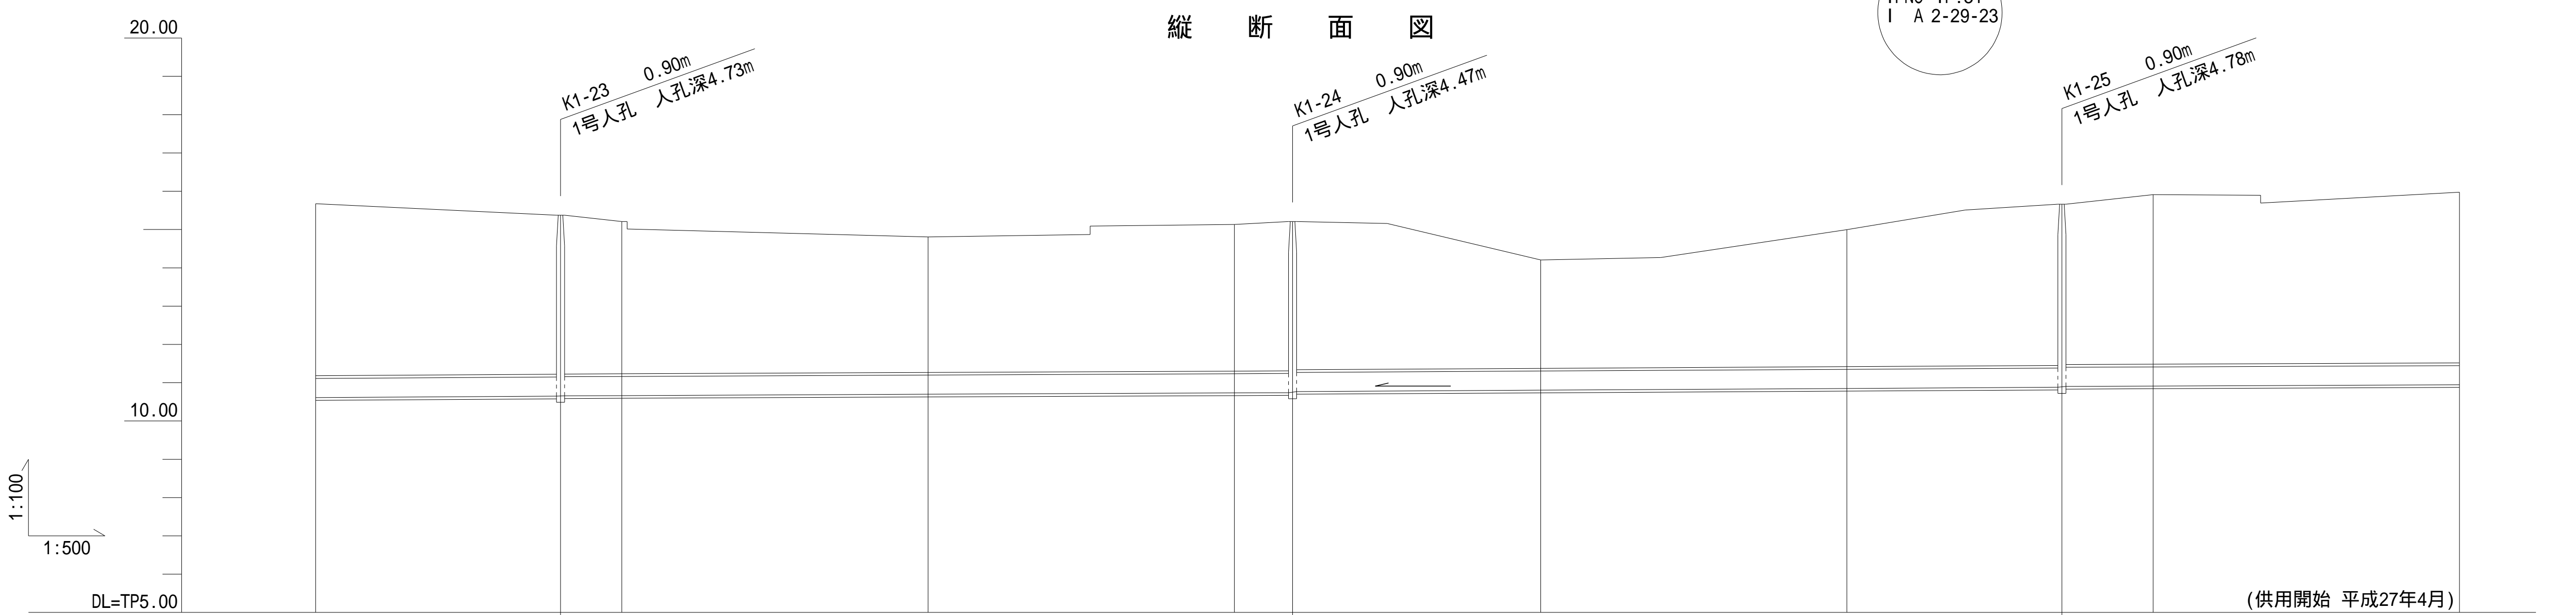 縦 断 面 図
I A 2-29-23
20.00
K1-23 0.90m
1号人孔 人孔深4.73m
K1-24 0.90m
1号人孔 人孔深4.47m
K1-25 0.90m
1号人孔 人孔深4.78m
10.00
1:100
1:500
DL=TP5.00
(供用開始 平成27年4月)